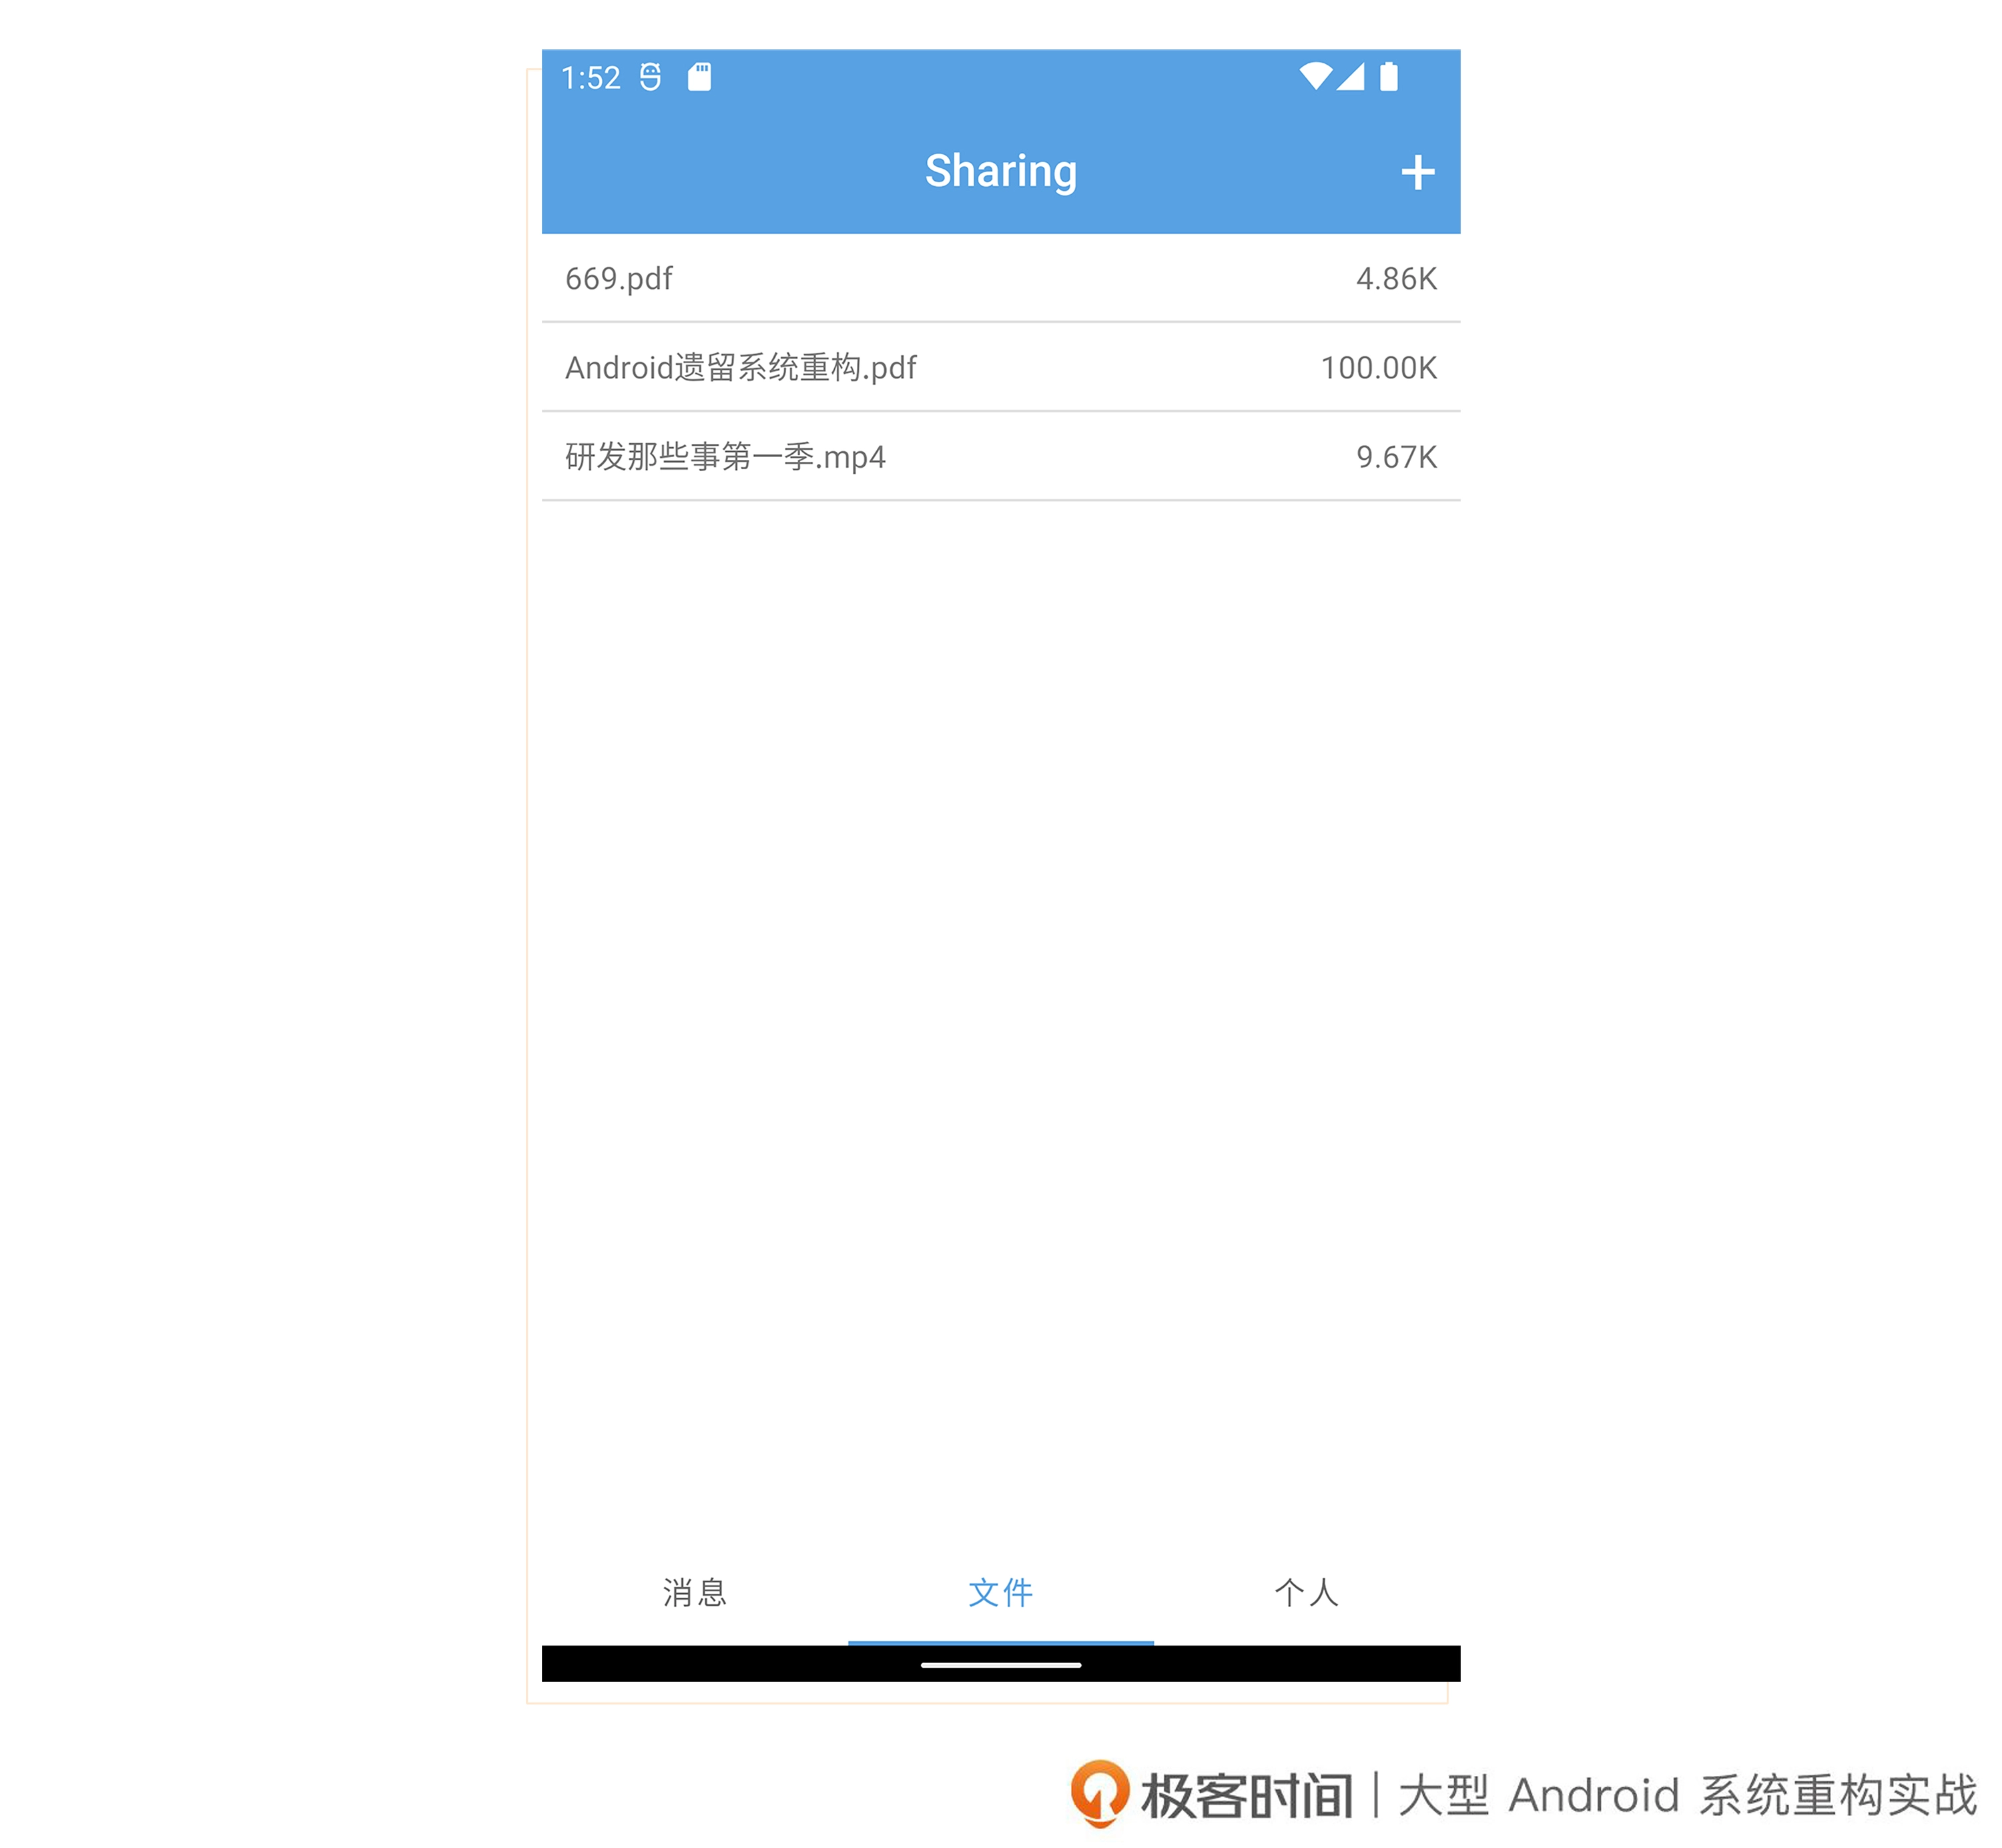 1:52
Sharing
669.pdf 4.86K
Android遗留系统重构.pdf 100.00K
研发那些事第一季.mp4 9.67K
消息 文件 个人
极客时间 | 大型 Android 系统重构实战